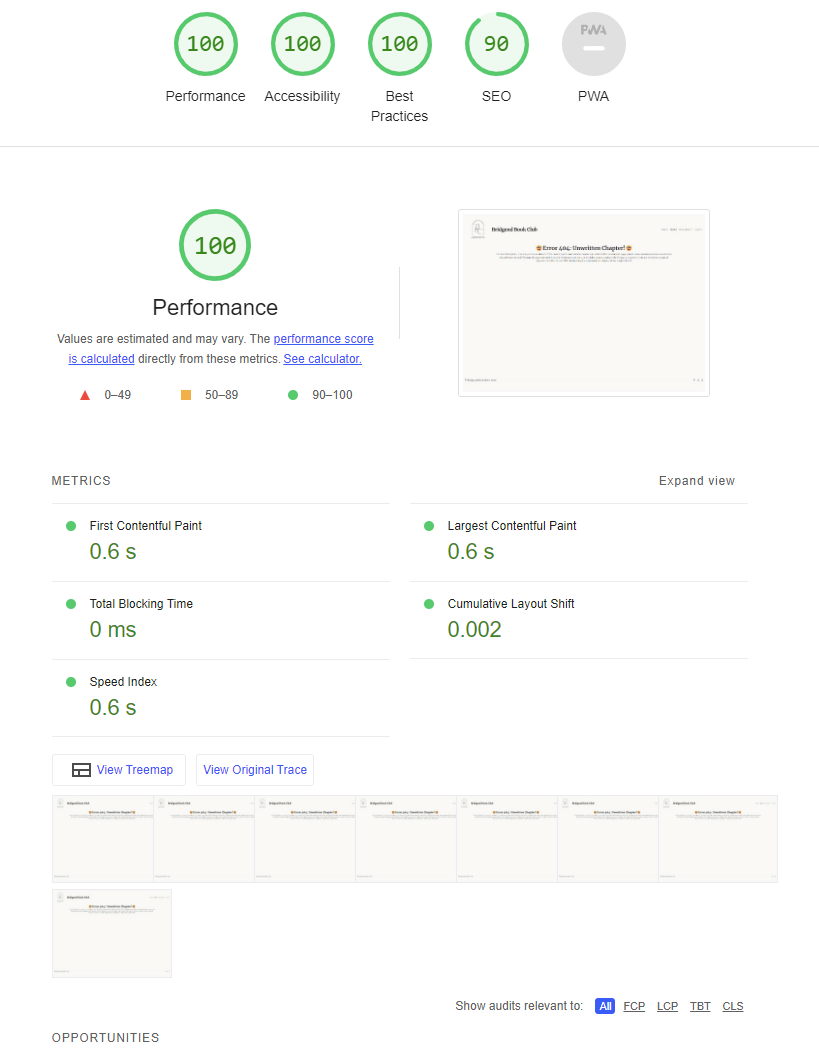 100 100 100 90 PWA
Performance Accessibility Best Practices SEO PWA
100
Performance
Values are estimated and may vary. The performance score
is calculated directly from these metrics. See calculator.
0–49 50–89 90–100
Bridgnod Book Club
Error 404: Unwritten Chapter!
METRICS Expand view
First Contentful Paint Largest Contentful Paint
0.6 s 0.6 s
Total Blocking Time Cumulative Layout Shift
0 ms 0.002
Speed Index
0.6 s
View Treemap View Original Trace
Show audits relevant to: All FCP LCP TBT CLS
OPPORTUNITIES